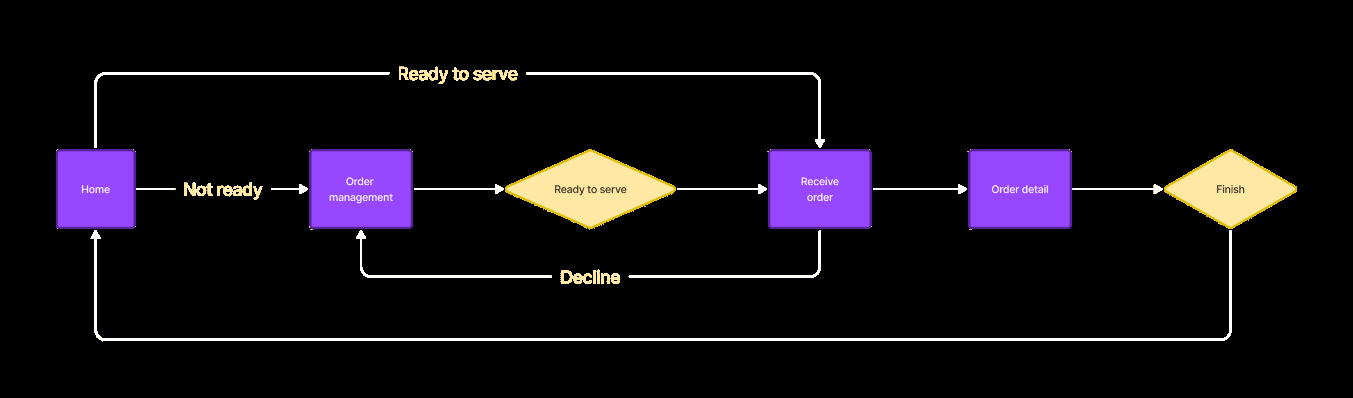 Ready to serve
Home
Not ready
Order
management
Ready to serve
Receive
order
Order detail
Finish
Decline